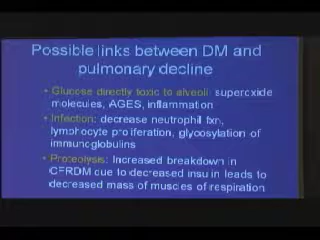 Possible links between DM and
pulmonary decline
• Glucose directly toxic to alveoli: superoxide
molecules, AGES, inflammation
• Infection: decrease neutrophil fxn,
lymphocyte proliferation, glycosylation of
immunoglobulins
• Proteolysis: Increased breakdown in
CFRDM due to decreased insulin leads to
decreased mass of muscles of respiration